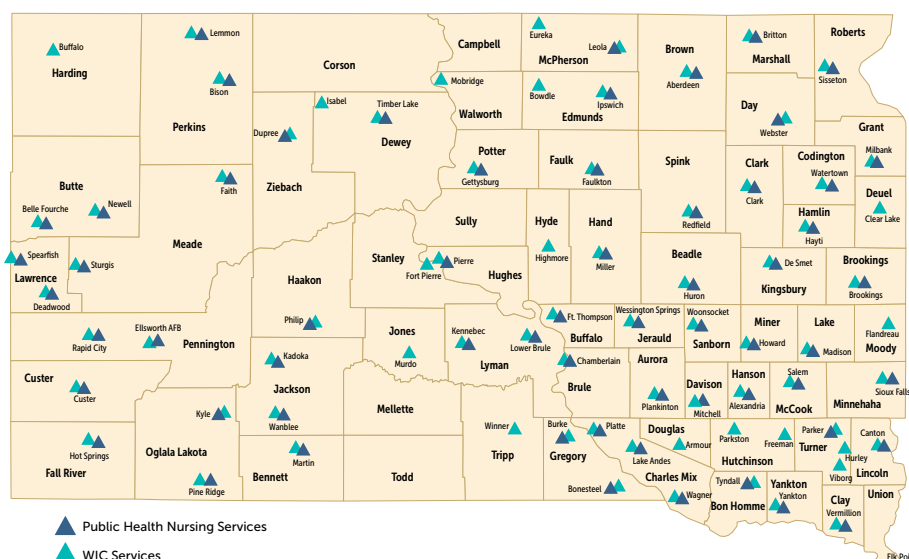 Buffalo
Harding
Lemmon
Bison
Perkins
Corson
Campbell
Mobridge
Walworth
Eureka
Leola
McPherson
Bowdle
Ipswich
Edmunds
Brown
Aberdeen
Britton
Marshall
Roberts
Sisseton
Day
Webster
Grant
Milbank
Isabel
Timber Lake
Dewey
Dupree
Ziebach
Potter
Gettysburg
Faulk
Faulkton
Spink
Redfield
Clark
Clark
Codington
Watertown
Deuel
Clear Lake
Hamlin
Hayti
Butte
Belle Fourche
Newell
Faith
Meade
Spearfish
Lawrence
Deadwood
Sturgis
Haakon
Philip
Stanley
Fort Pierre
Pierre
Sully
Hughes
Hyde
Highmore
Hand
Miller
Beadle
Huron
De Smet
Kingsbury
Brookings
Brookings
Rapid City
Ellsworth AFB
Pennington
Jones
Murdo
Kennebec
Lower Brule
Lyman
Ft. Thompson
Buffalo
Wessington Springs
Jerauld
Woonsocket
Sanborn
Miner
Howard
Lake
Madison
Flandreau
Moody
Custer
Custer
Kadoka
Jackson
Wanblee
Mellette
Chamberlain
Brule
Aurora
Plankinton
Davison
Mitchell
Hanson
Alexandria
Salem
McCook
Sioux Falls
Minnehaha
Hot Springs
Fall River
Kyle
Oglala Lakota
Pine Ridge
Martin
Bennett
Todd
Winner
Tripp
Burke
Gregory
Bonesteel
Platte
Lake Andes
Charles Mix
Wagner
Douglas
Armour
Parkston
Freeman
Hutchinson
Parker
Turner
Hurley
Viborg
Canton
Lincoln
Tyndall
Bon Homme
Yankton
Yankton
Clay
Vermillion
Union
Public Health Nursing Services
WIC Services